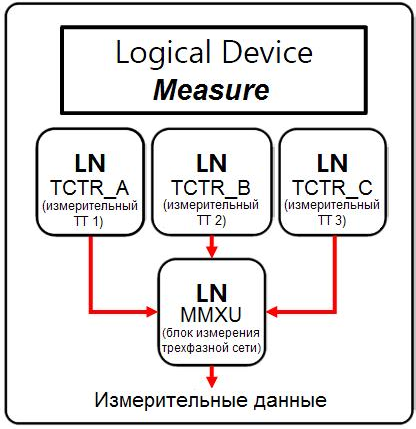 Logical Device
Measure
LN
TCTR_A
(измерительный
ТТ 1)
LN
TCTR_B
(измерительный
ТТ 2)
LN
TCTR_C
(измерительный
ТТ 3)
LN
MMXU
(блок измерения
трехфазной сети)
Измерительные данные